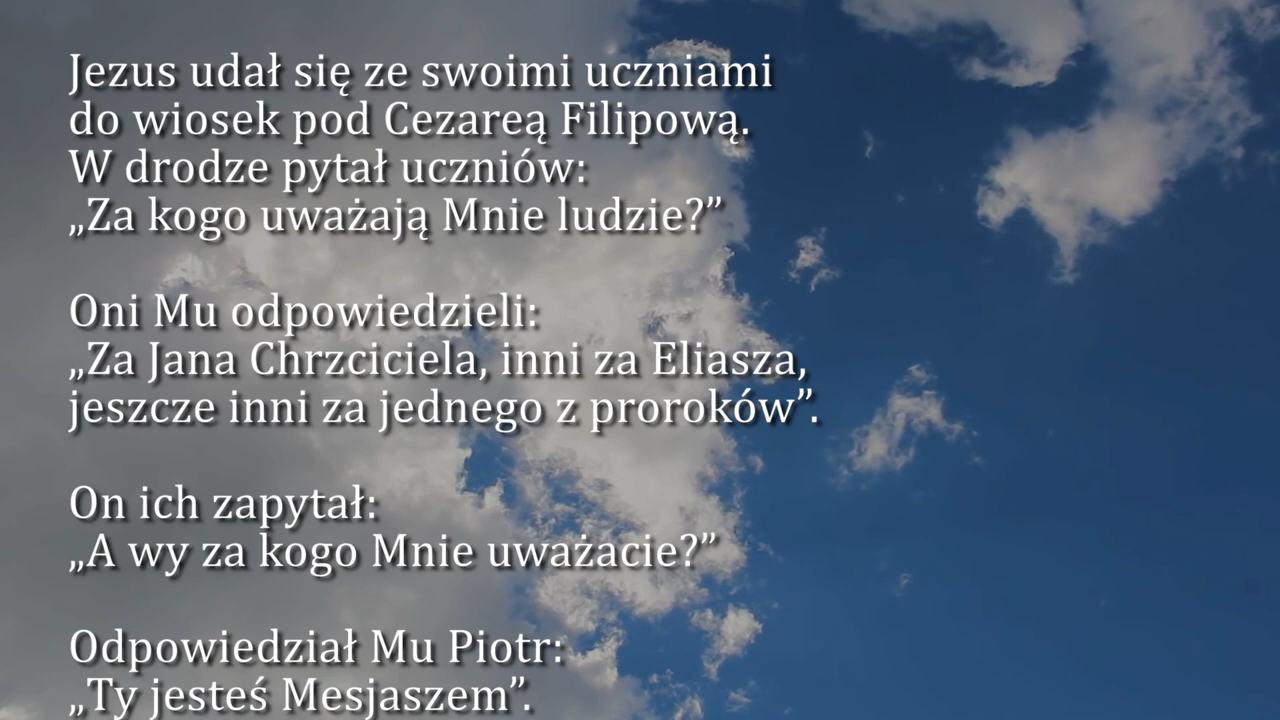 Jezus udał się ze swoimi uczniami
do wiosek pod Cezareą Filipową.
W drodze pytał uczniów:
„Za kogo uważają Mnie ludzie?”
Oni Mu odpowiedzieli:
„Za Jana Chrzciciela, inni za Eliasza,
jeszcze inni za jednego z proroków”.
On ich zapytał:
„A wy za kogo Mnie uważacie?”
Odpowiedział Mu Piotr:
„Ty jesteś Mesjaszem”.